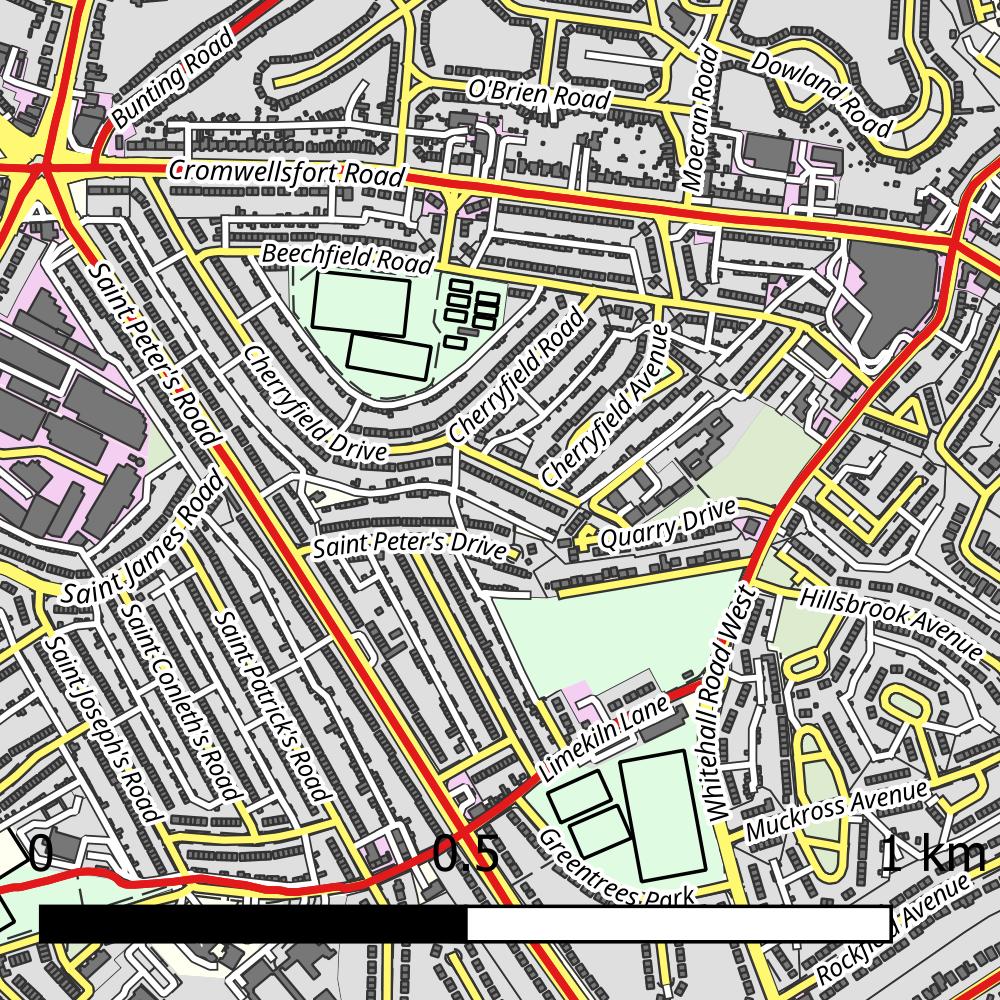 Bunting Road
Dowland Road
O'Brien Road
Moeran Road
Cromwellsfort Road
Beechfield Road
Saint Peter's Road
Cherryfield Road
Cherryfield Avenue
Cherryfield Drive
Saint James Road
Quarry Drive
Saint Peter's Drive
Hillsbrook Avenue
Saint Joseph's Road
Saint Conleth's Road
Saint Patrick's Road
Limekiln Lane
Whitehall Road West
Muckross Avenue
Greentrees Park
0
0.5
1 km
Rockfield Avenue